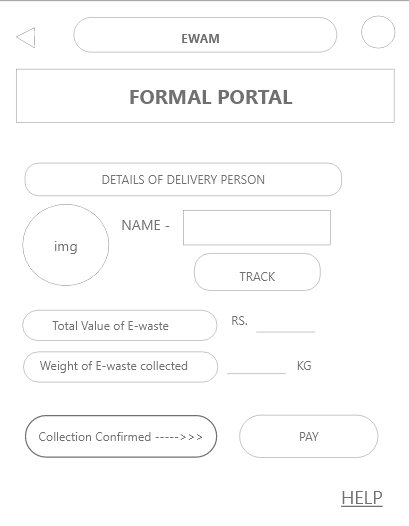 EWAM
FORMAL PORTAL
DETAILS OF DELIVERY PERSON
img
NAME -
TRACK
Total Value of E-waste
RS.
Weight of E-waste collected
KG
Collection Confirmed ----->>>
PAY
HELP